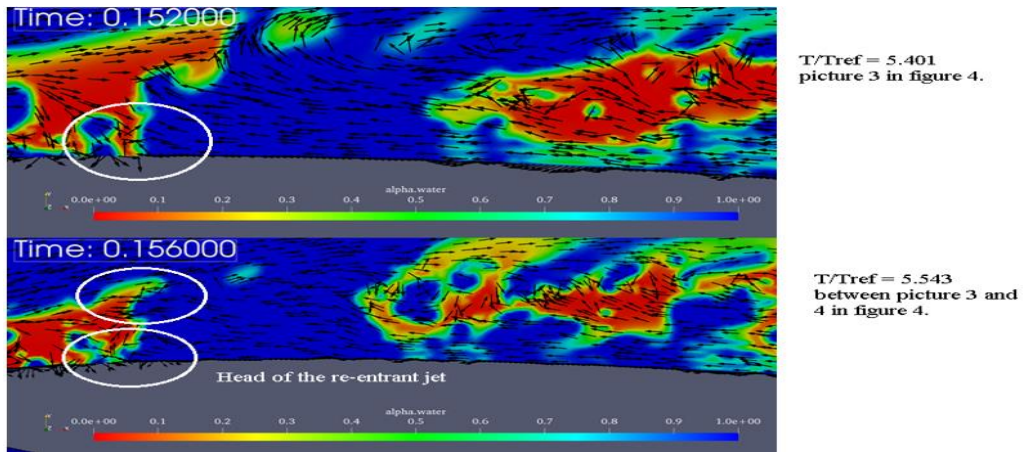 Time: 0.152000
T/Tref = 5.401
picture 3 in figure 4.
alpha.water
0.0e+00 0.1 0.2 0.3 0.4 0.5 0.6 0.7 0.8 0.9 1.0e+00
Time: 0.156000
T/Tref = 5.543
between picture 3 and
4 in figure 4.
Head of the re-entrant jet
alpha.water
0.0e+00 0.1 0.2 0.3 0.4 0.5 0.6 0.7 0.8 0.9 1.0e+00